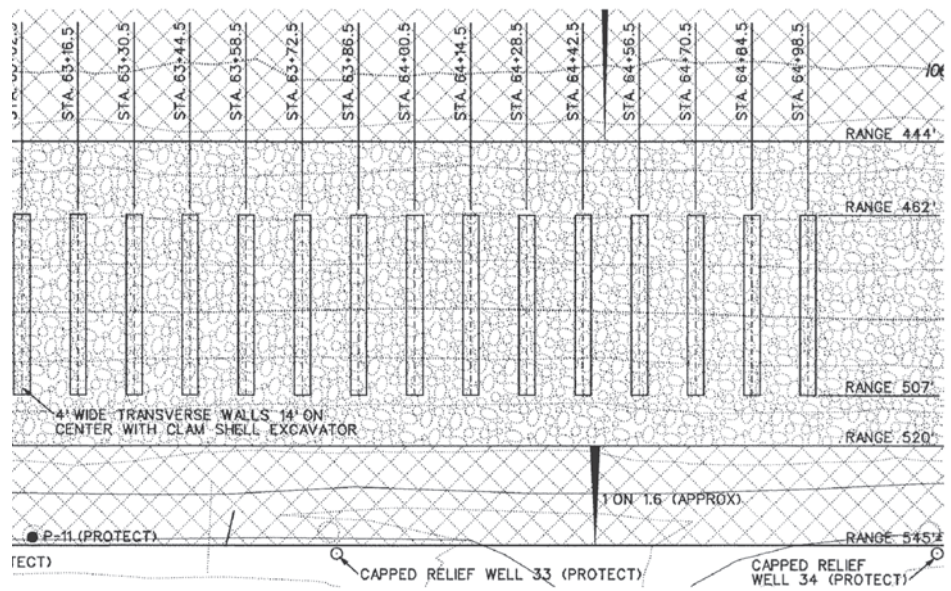 STA. 63+16.5
STA. 63+30.5
STA. 63+44.5
STA. 63+58.5
STA. 63+72.5
STA. 63+86.5
STA. 64+00.5
STA. 64+14.5
STA. 64+28.5
STA. 64+42.5
STA. 64+56.5
STA. 64+70.5
STA. 64+84.5
STA. 64+98.5
RANGE 444'
RANGE 462'
RANGE 507'
4' WIDE TRANSVERSE WALLS 14' ON
CENTER WITH CLAM SHELL EXCAVATOR
RANGE 520'
1 ON 1.6 (APPROX)
P-11 (PROTECT)
RANGE 545'±
TECT)
CAPPED RELIEF WELL 33 (PROTECT)
CAPPED RELIEF
WELL 34 (PROTECT)